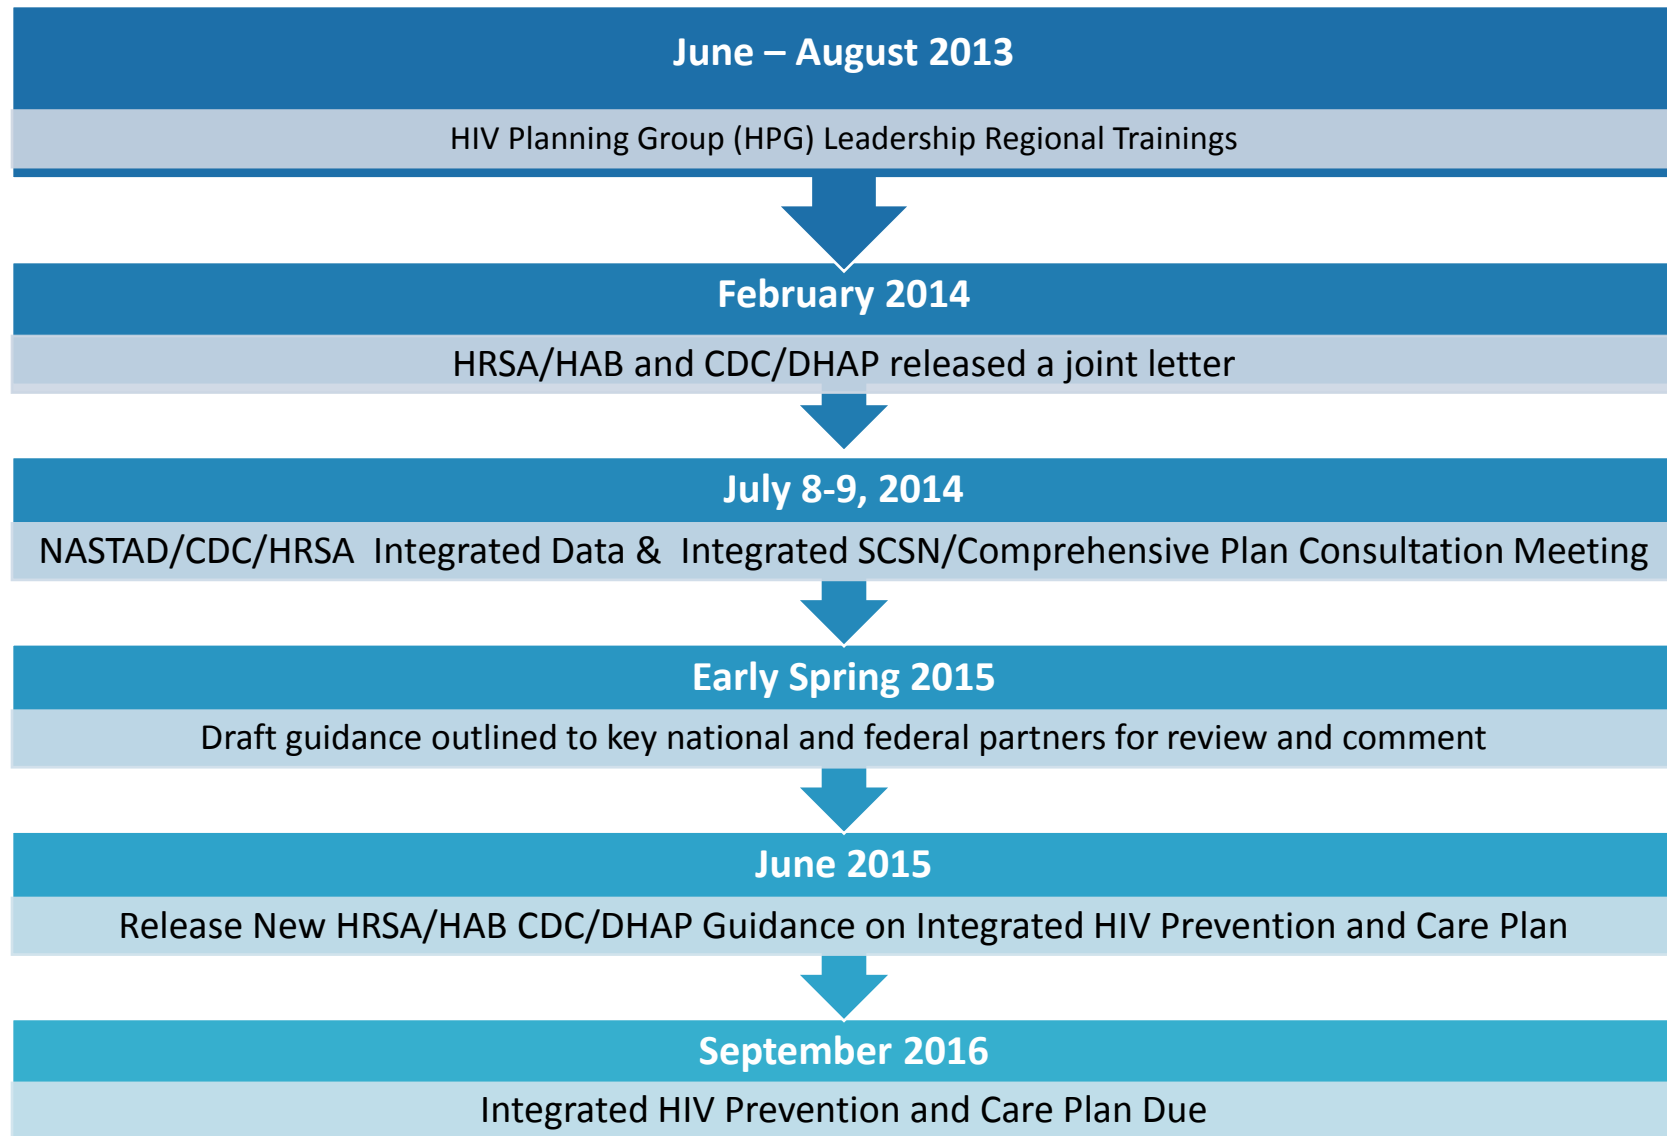 June – August 2013
HIV Planning Group (HPG) Leadership Regional Trainings
February 2014
HRSA/HAB and CDC/DHAP released a joint letter
July 8-9, 2014
NASTAD/CDC/HRSA  Integrated Data &  Integrated SCSN/Comprehensive Plan Consultation Meeting
Early Spring 2015
Draft guidance outlined to key national and federal partners for review and comment
June 2015
Release New HRSA/HAB CDC/DHAP Guidance on Integrated HIV Prevention and Care Plan
September 2016
Integrated HIV Prevention and Care Plan Due